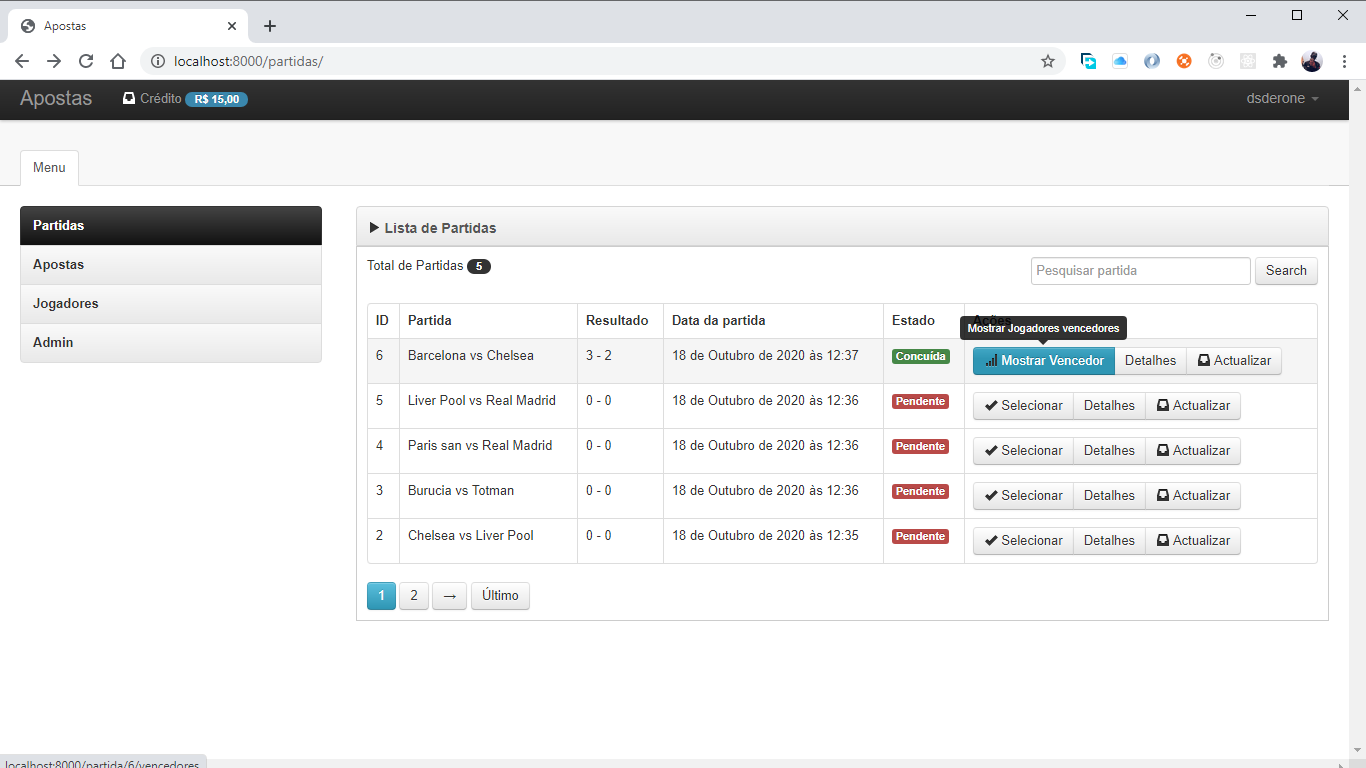 Apostas
localhost:8000/partidas/
Apostas Crédito R$ 15,00 dsderone
Menu
Partidas
Apostas
Jogadores
Admin
Lista de Partidas
Total de Partidas 5 Pesquisar partida Search
ID Partida Resultado Data da partida Estado Ações
Mostrar Jogadores vencedores
6 Barcelona vs Chelsea 3 - 2 18 de Outubro de 2020 às 12:37 Concuída Mostrar Vencedor Detalhes Actualizar
5 Liver Pool vs Real Madrid 0 - 0 18 de Outubro de 2020 às 12:36 Pendente Selecionar Detalhes Actualizar
4 Paris san vs Real Madrid 0 - 0 18 de Outubro de 2020 às 12:36 Pendente Selecionar Detalhes Actualizar
3 Burucia vs Totman 0 - 0 18 de Outubro de 2020 às 12:36 Pendente Selecionar Detalhes Actualizar
2 Chelsea vs Liver Pool 0 - 0 18 de Outubro de 2020 às 12:35 Pendente Selecionar Detalhes Actualizar
1 2 → Último
localhost:8000/partida/6/vencedores